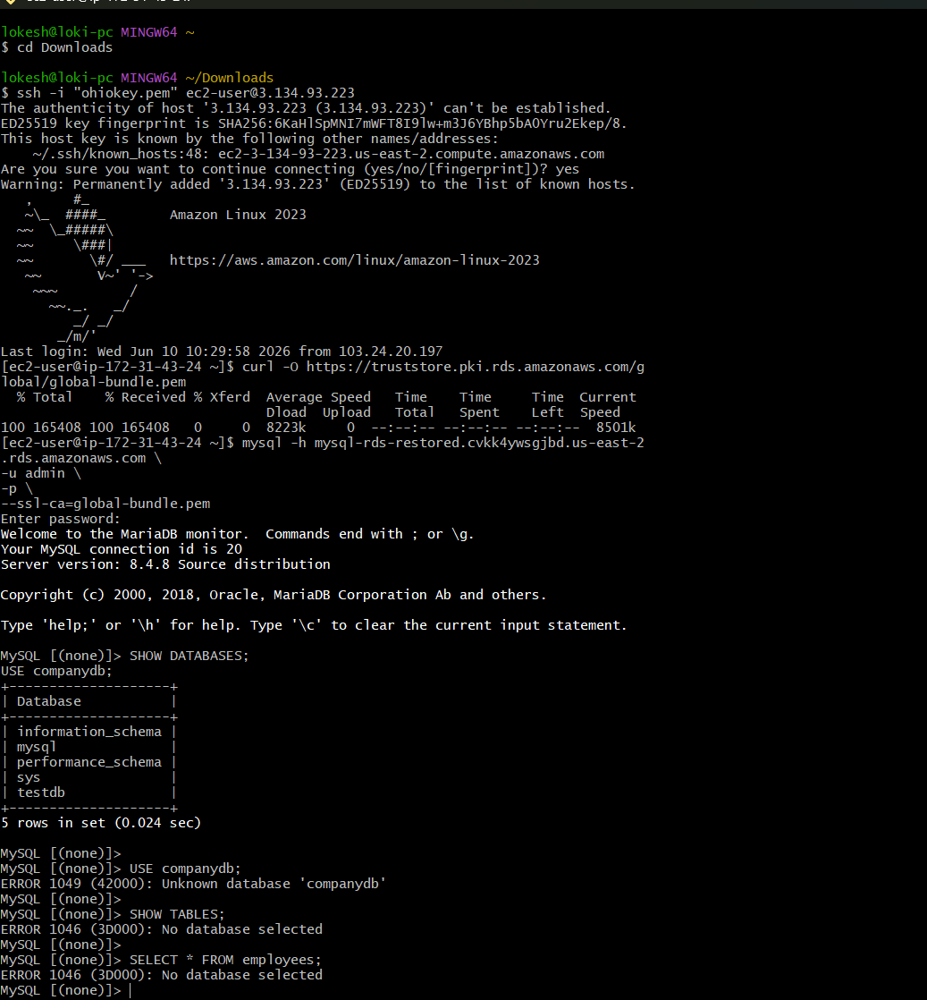 lokesh@loki-pc MINGW64 ~
$ cd Downloads
lokesh@loki-pc MINGW64 ~/Downloads
$ ssh -i "ohiokey.pem" ec2-user@3.134.93.223
The authenticity of host '3.134.93.223 (3.134.93.223)' can't be established.
ED25519 key fingerprint is SHA256:6KaHlSpMNI7mWFT8I9lw+m3J6YBhp5bA0Yru2Ekep/8.
This host key is known by the following other names/addresses:
    ~/.ssh/known_hosts:48: ec2-3-134-93-223.us-east-2.compute.amazonaws.com
Are you sure you want to continue connecting (yes/no/[fingerprint])? yes
Warning: Permanently added '3.134.93.223' (ED25519) to the list of known hosts.
   ,     #_
   ~\_  ####_        Amazon Linux 2023
  ~~  \_#####\
  ~~     \###|
  ~~       \#/ ___   https://aws.amazon.com/linux/amazon-linux-2023
   ~~       V~' '->
    ~~~         /
      ~~._.   _/
         _/ _/
       _/m/'
Last login: Wed Jun 10 10:29:58 2026 from 103.24.20.197
[ec2-user@ip-172-31-43-24 ~]$ curl -O https://truststore.pki.rds.amazonaws.com/g
lobal/global-bundle.pem
  % Total    % Received % Xferd  Average Speed   Time    Time     Time  Current
                                 Dload  Upload   Total   Spent    Left  Speed
100 165408 100 165408   0      0  8223k      0  --:--:-- --:--:-- --:--:--  8501k
[ec2-user@ip-172-31-43-24 ~]$ mysql -h mysql-rds-restored.cvkk4ywsgjbd.us-east-2
.rds.amazonaws.com \
-u admin \
-p \
--ssl-ca=global-bundle.pem
Enter password:
Welcome to the MariaDB monitor.  Commands end with ; or \g.
Your MySQL connection id is 20
Server version: 8.4.8 Source distribution
Copyright (c) 2000, 2018, Oracle, MariaDB Corporation Ab and others.
Type 'help;' or '\h' for help. Type '\c' to clear the current input statement.
MySQL [(none)]> SHOW DATABASES;
USE companydb;
+--------------------+
| Database           |
+--------------------+
| information_schema |
| mysql              |
| performance_schema |
| sys                |
| testdb             |
+--------------------+
5 rows in set (0.024 sec)
MySQL [(none)]>
MySQL [(none)]> USE companydb;
ERROR 1049 (42000): Unknown database 'companydb'
MySQL [(none)]>
MySQL [(none)]> SHOW TABLES;
ERROR 1046 (3D000): No database selected
MySQL [(none)]>
MySQL [(none)]> SELECT * FROM employees;
ERROR 1046 (3D000): No database selected
MySQL [(none)]>